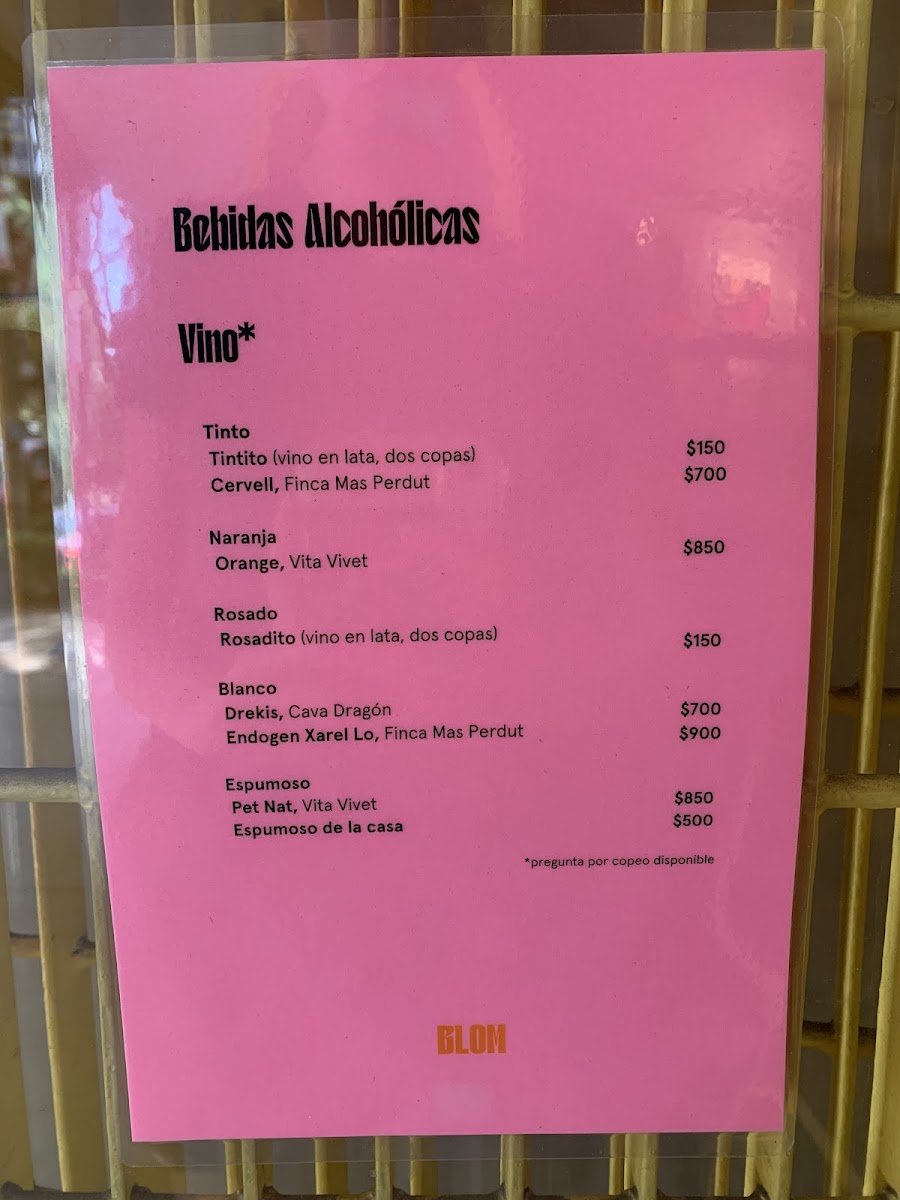 Bebidas Alcohólicas
Vino*
Tinto
Tintito (vino en lata, dos copas) $150
Cervell, Finca Mas Perdut $700
Naranja
Orange, Vita Vivet $850
Rosado
Rosadito (vino en lata, dos copas) $150
Blanco
Drekis, Cava Dragón $700
Endogen Xarel Lo, Finca Mas Perdut $900
Espumoso
Pet Nat, Vita Vivet $850
Espumoso de la casa $500
*pregunta por copeo disponible
BLOM